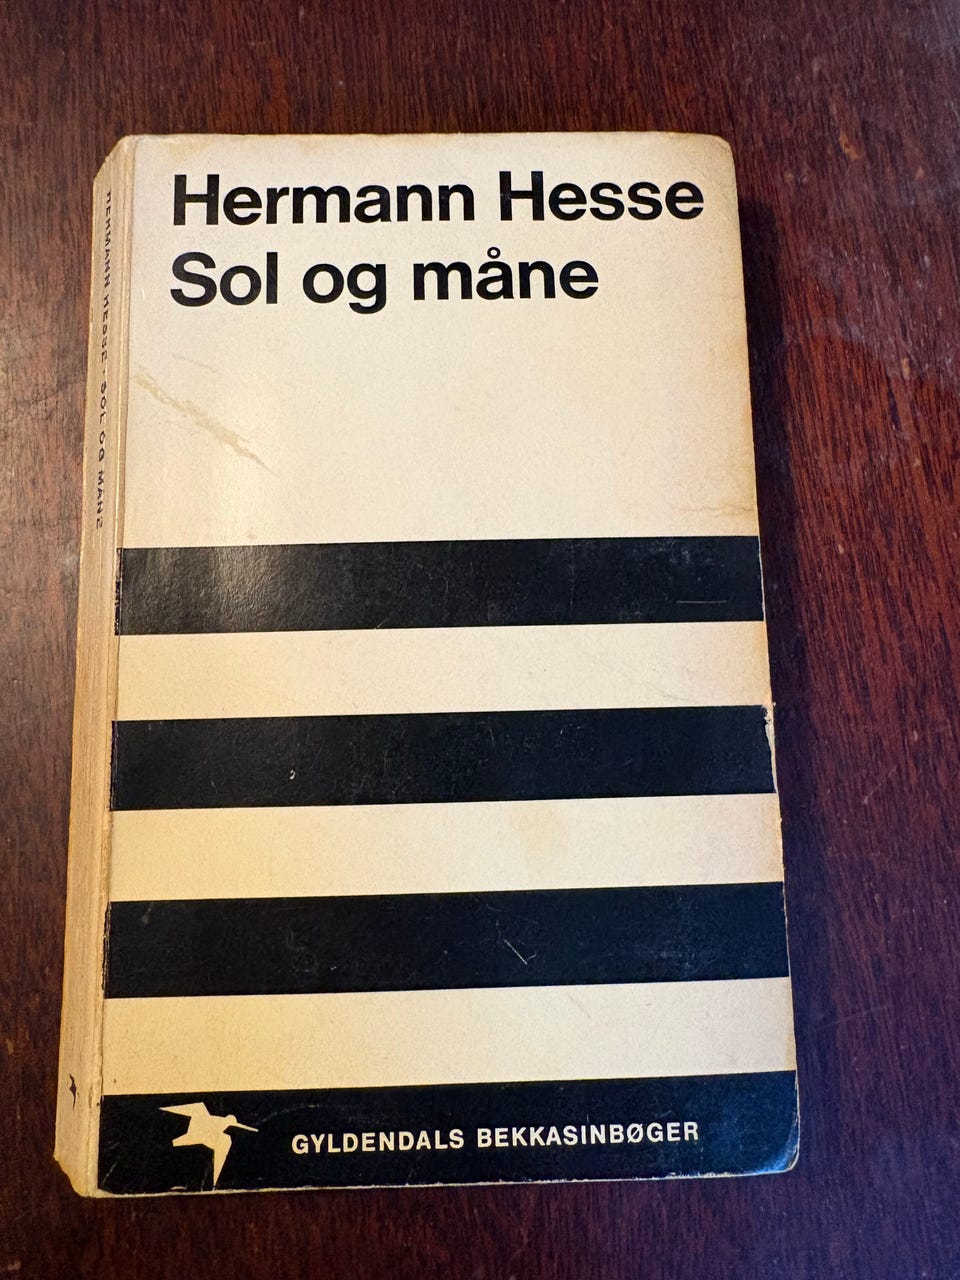 Hermann Hesse
Sol og måne
HERMANN HESSE · SOL OG MÅNE
GYLDENDALS BEKKASINBØGER